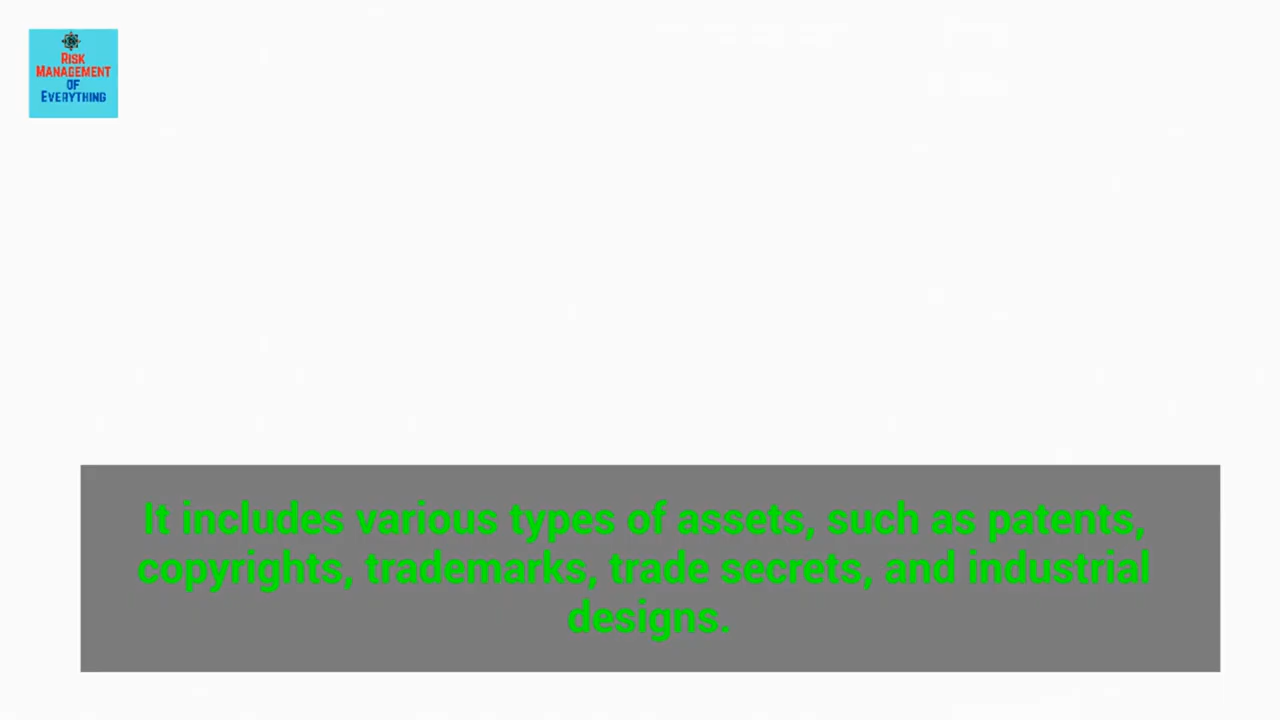 RISK
MANAGEMENT
OF
EVERYTHING
It includes various types of assets, such as patents,
copyrights, trademarks, trade secrets, and industrial
designs.